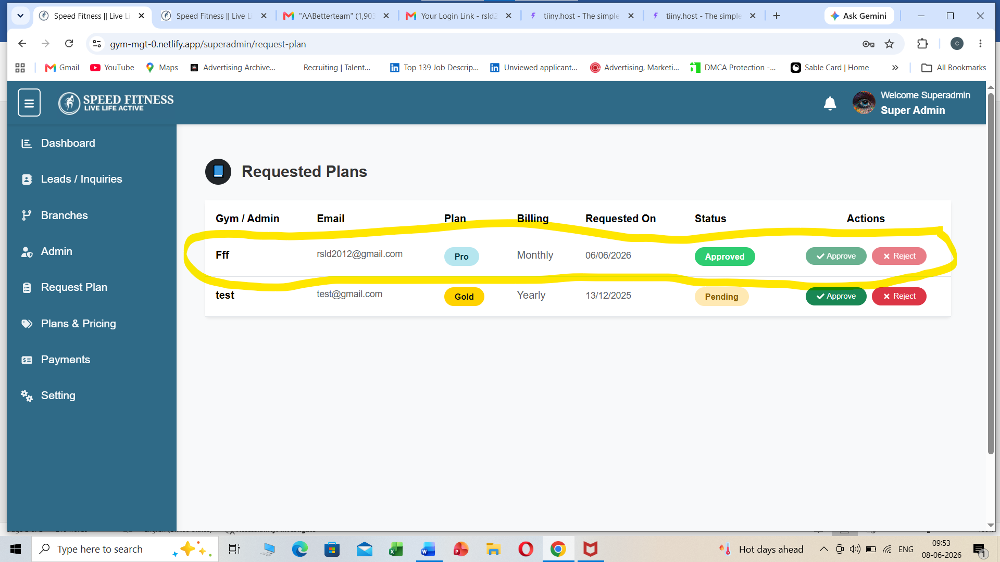 Speed Fitness || Live Li
Speed Fitness || Live Li
"AABetterteam" (1,903
Your Login Link - rsld2
tiiny.host - The simple
tiiny.host - The simple
Ask Gemini
gym-mgt-0.netlify.app/superadmin/request-plan
C
Gmail
YouTube
Maps
Advertising Archive...
Recruiting | Talent...
Top 139 Job Descrip...
Unviewed applicant...
Advertising, Marketi...
DMCA Protection -...
Sable Card | Home
All Bookmarks
SPEED FITNESS
LIVE LIFE ACTIVE
Welcome Superadmin
Super Admin
Dashboard
Leads / Inquiries
Branches
Admin
Request Plan
Plans & Pricing
Payments
Setting
Requested Plans
Gym / Admin Email Plan Billing Requested On Status Actions
Fff rsld2012@gmail.com Pro Monthly 06/06/2026 Approved Approve Reject
test test@gmail.com Gold Yearly 13/12/2025 Pending Approve Reject
Type here to search
Hot days ahead
ENG
09:53
08-06-2026
1